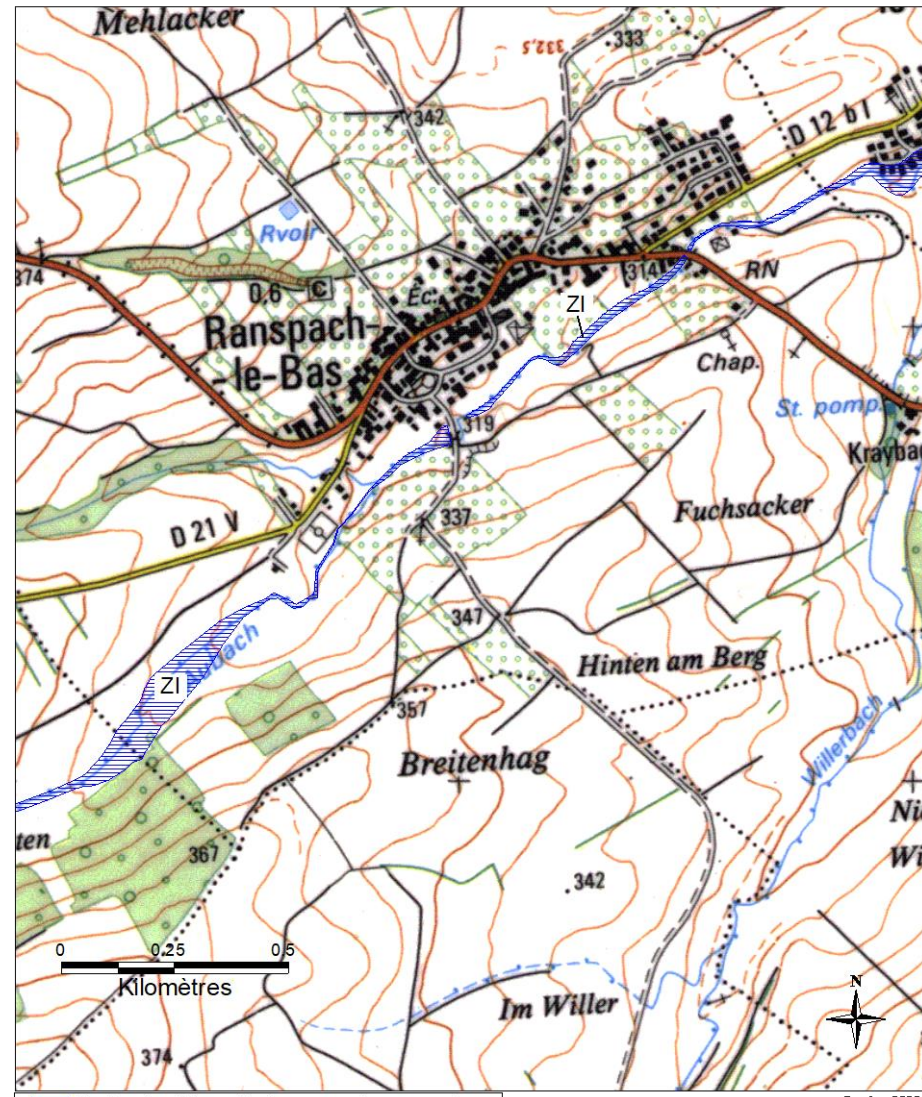 Mehlacker
332,5
333
342
D 12 b I
Rvoir
374
0.6
C
Éc.
314
RN
ZI
Ranspach-
-le-Bas
Chap.
St. pomp.
319
Fuchsacker
337
D 21 V
347
Hinten am Berg
ZI
357
Breitenhag
Willerbach
ten
367
342
0 0.25 0.5
Kilomètres
Im Willer
N
374